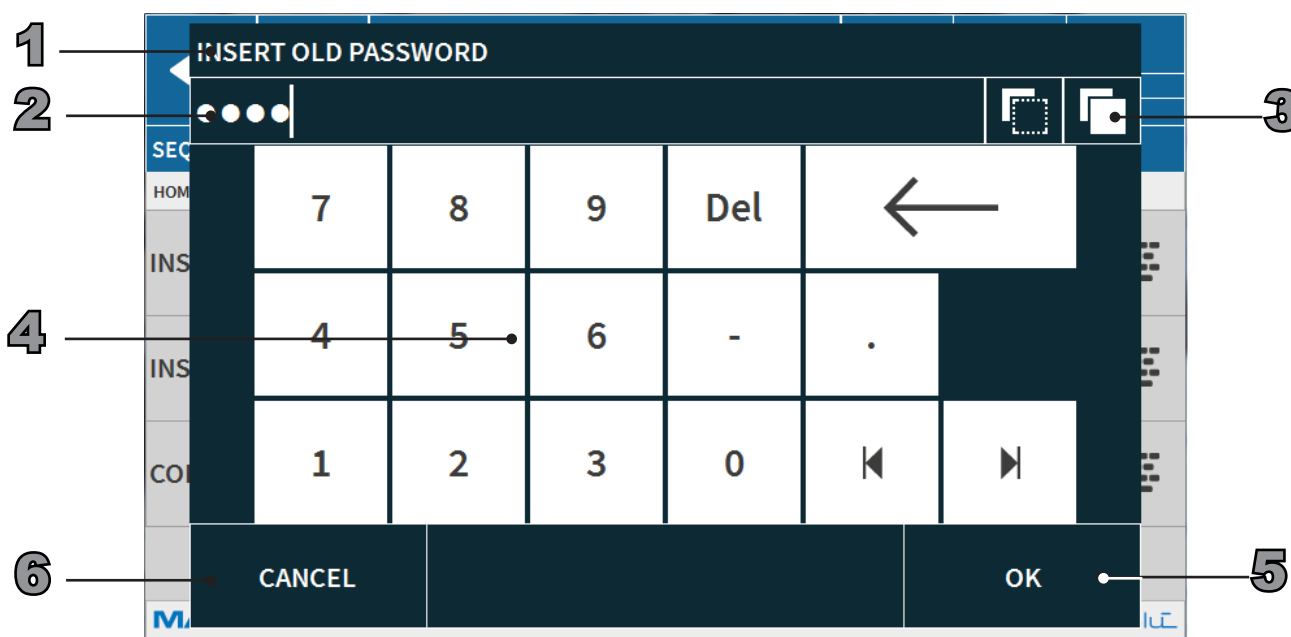 1
INSERT OLD PASSWORD
2
3
SEQ
HOM
7 8 9 Del
INS
4
4 5 6 - .
INS
1 2 3 0
CO
6
CANCEL
OK
5